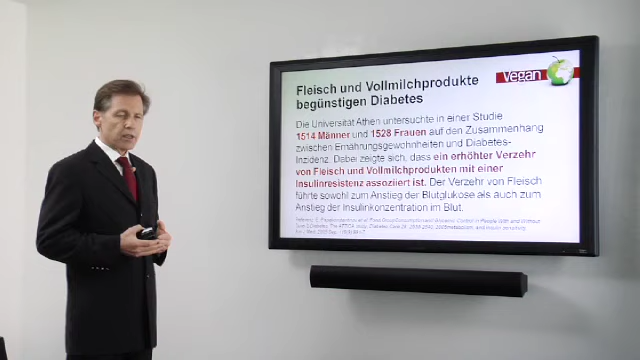 Vegan
Fleisch und Vollmilchprodukte
begünstigen Diabetes
Die Universität Athen untersuchte in einer Studie
1514 Männer und 1528 Frauen auf den Zusammenhang
zwischen Ernährungsgewohnheiten und Diabetes-
Inzidenz. Dabei zeigte sich, dass ein erhöhter Verzehr
von Fleisch und Vollmilchprodukten mit einer
Insulinresistenz assoziiert ist. Der Verzehr von Fleisch
führte sowohl zum Anstieg der Blutglukose als auch zum
Anstieg der Insulinkonzentration im Blut.